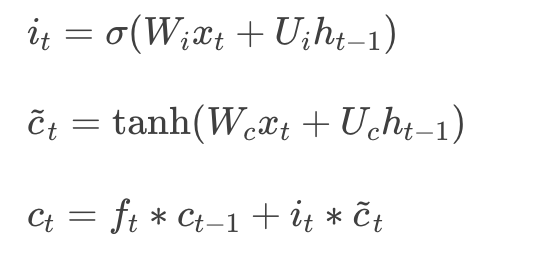 i_t = σ(W_i x_t + U_i h_{t−1})
c̃_t = tanh(W_c x_t + U_c h_{t−1})
c_t = f_t * c_{t−1} + i_t * c̃_t